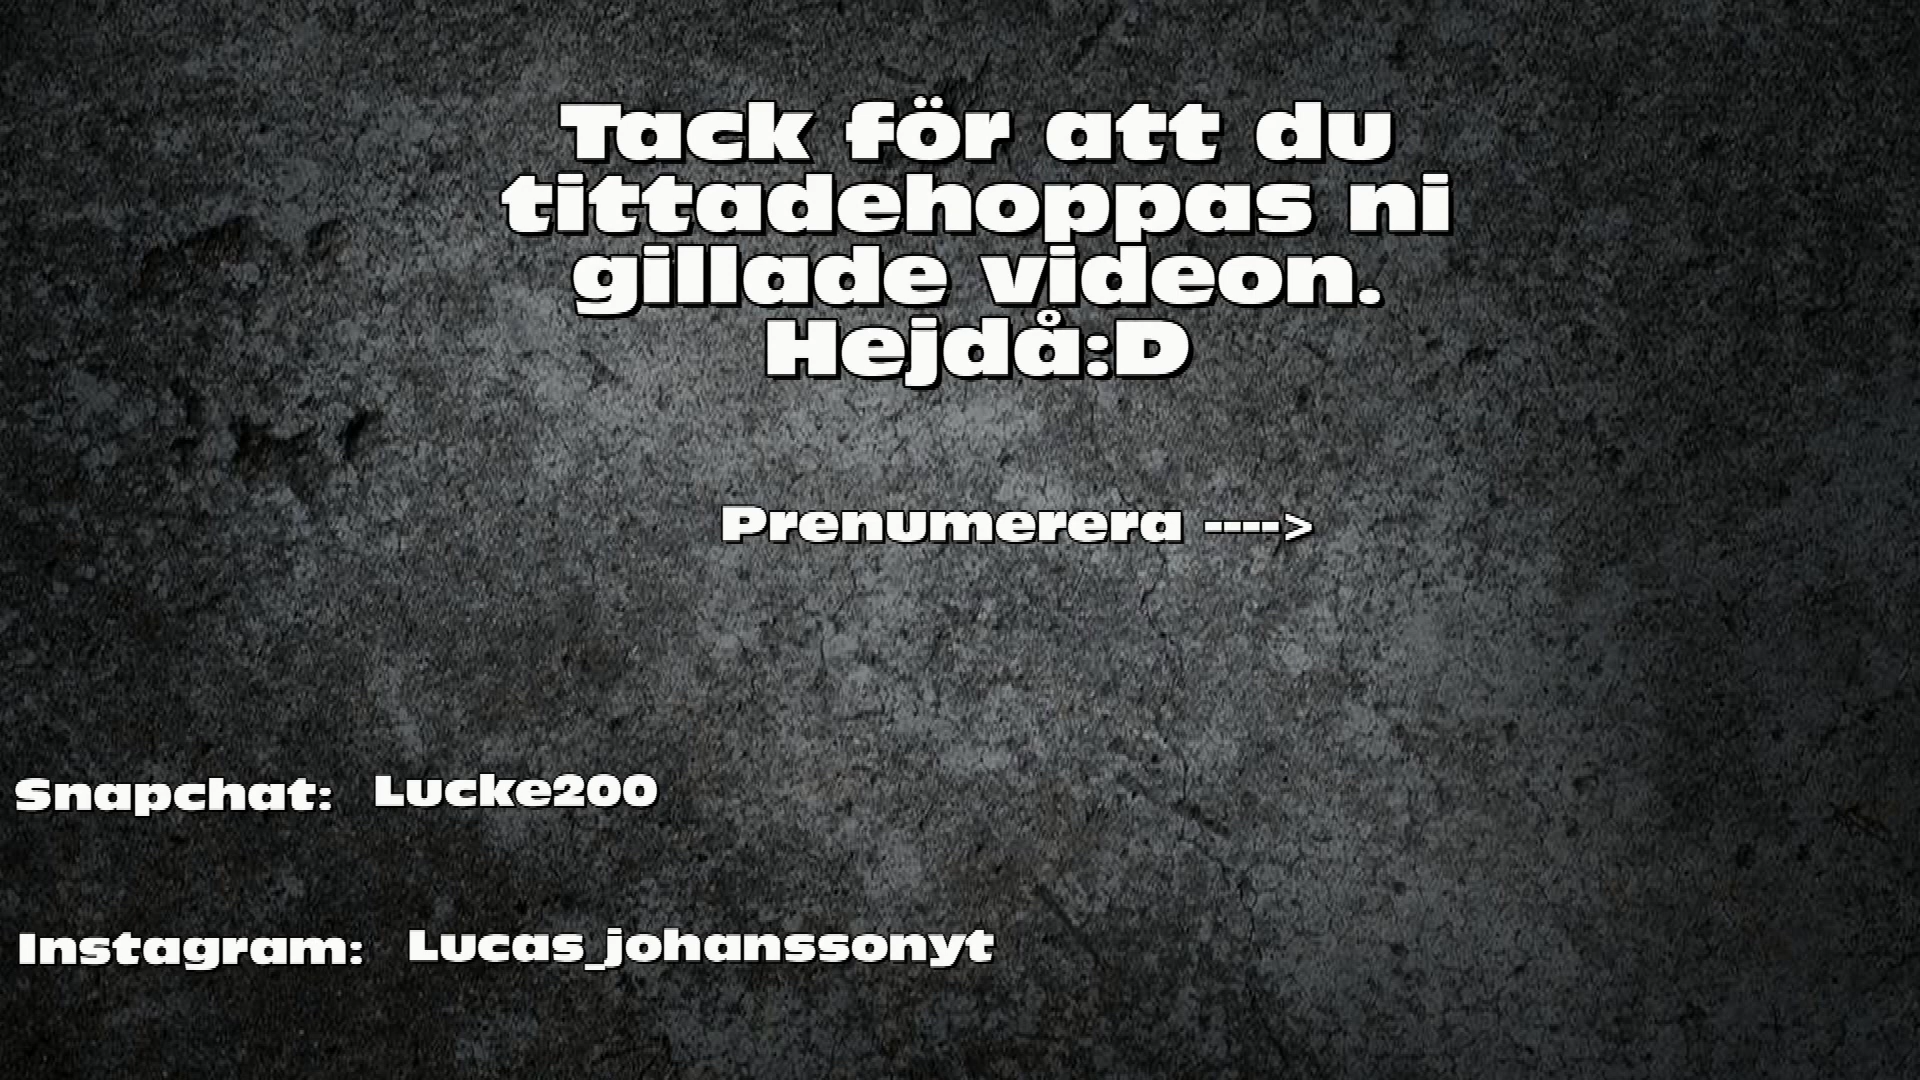 Tack för att du
tittadehoppas ni
gillade videon.
Hejdå:D
Prenumerera ---->
Snapchat: Lucke200
Instagram: Lucas_johanssonyt